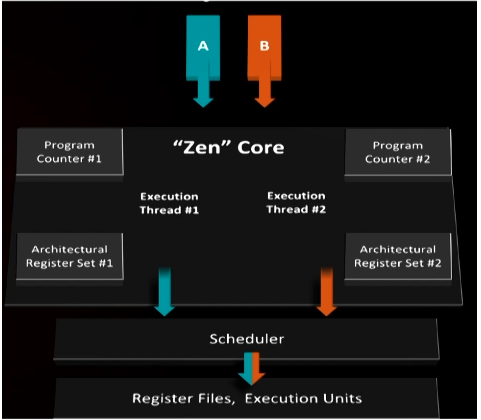 A
B
Program
Counter #1
“Zen” Core
Program
Counter #2
Execution
Thread #1
Execution
Thread #2
Architectural
Register Set #1
Architectural
Register Set #2
Scheduler
Register Files, Execution Units